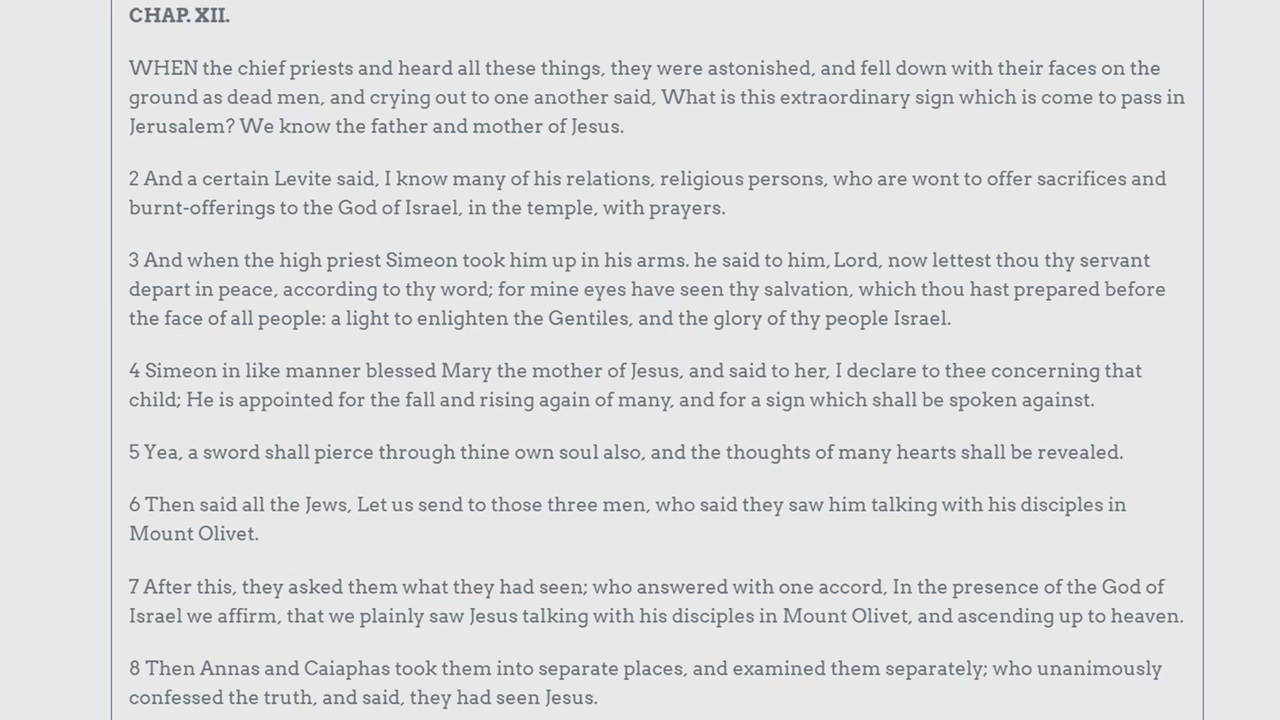 CHAP. XII.
WHEN the chief priests and heard all these things, they were astonished, and fell down with their faces on the
ground as dead men, and crying out to one another said, What is this extraordinary sign which is come to pass in
Jerusalem? We know the father and mother of Jesus.
2 And a certain Levite said, I know many of his relations, religious persons, who are wont to offer sacrifices and
burnt-offerings to the God of Israel, in the temple, with prayers.
3 And when the high priest Simeon took him up in his arms. he said to him, Lord, now lettest thou thy servant
depart in peace, according to thy word; for mine eyes have seen thy salvation, which thou hast prepared before
the face of all people: a light to enlighten the Gentiles, and the glory of thy people Israel.
4 Simeon in like manner blessed Mary the mother of Jesus, and said to her, I declare to thee concerning that
child; He is appointed for the fall and rising again of many, and for a sign which shall be spoken against.
5 Yea, a sword shall pierce through thine own soul also, and the thoughts of many hearts shall be revealed.
6 Then said all the Jews, Let us send to those three men, who said they saw him talking with his disciples in
Mount Olivet.
7 After this, they asked them what they had seen; who answered with one accord, In the presence of the God of
Israel we affirm, that we plainly saw Jesus talking with his disciples in Mount Olivet, and ascending up to heaven.
8 Then Annas and Caiaphas took them into separate places, and examined them separately; who unanimously
confessed the truth, and said, they had seen Jesus.